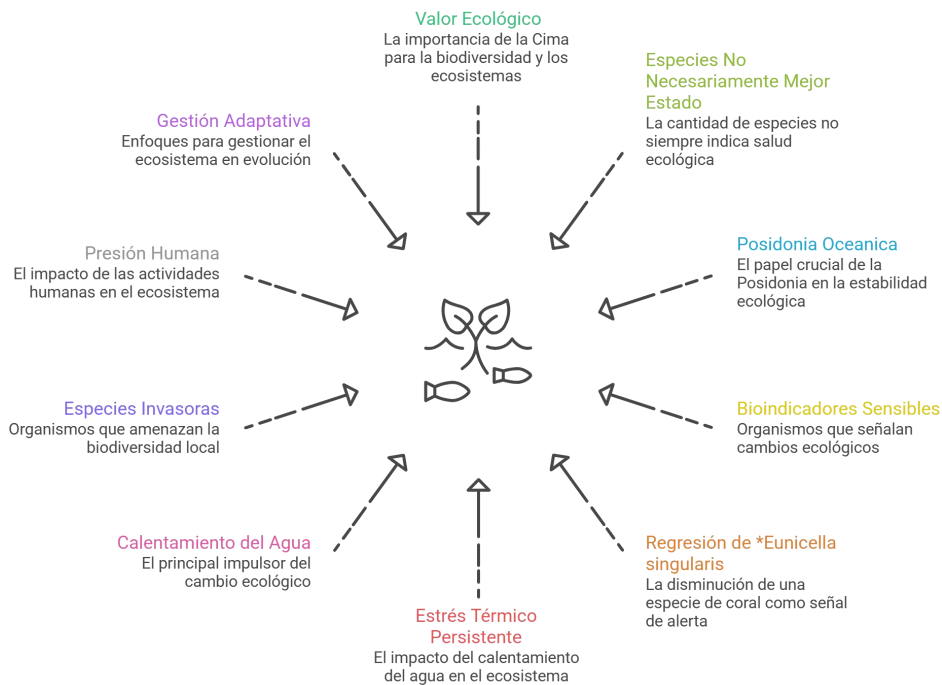 Valor Ecológico
La importancia de la Cima
para la biodiversidad y los
ecosistemas
Especies No
Necesariamente Mejor
Estado
La cantidad de especies no
siempre indica salud
ecológica
Gestión Adaptativa
Enfoques para gestionar el
ecosistema en evolución
Presión Humana
El impacto de las actividades
humanas en el ecosistema
Posidonia Oceanica
El papel crucial de la
Posidonia en la estabilidad
ecológica
Especies Invasoras
Organismos que amenazan la
biodiversidad local
Bioindicadores Sensibles
Organismos que señalan
cambios ecológicos
Calentamiento del Agua
El principal impulsor del
cambio ecológico
Regresión de *Eunicella
singularis
La disminución de una
especie de coral como señal
de alerta
Estrés Térmico
Persistente
El impacto del calentamiento
del agua en el ecosistema